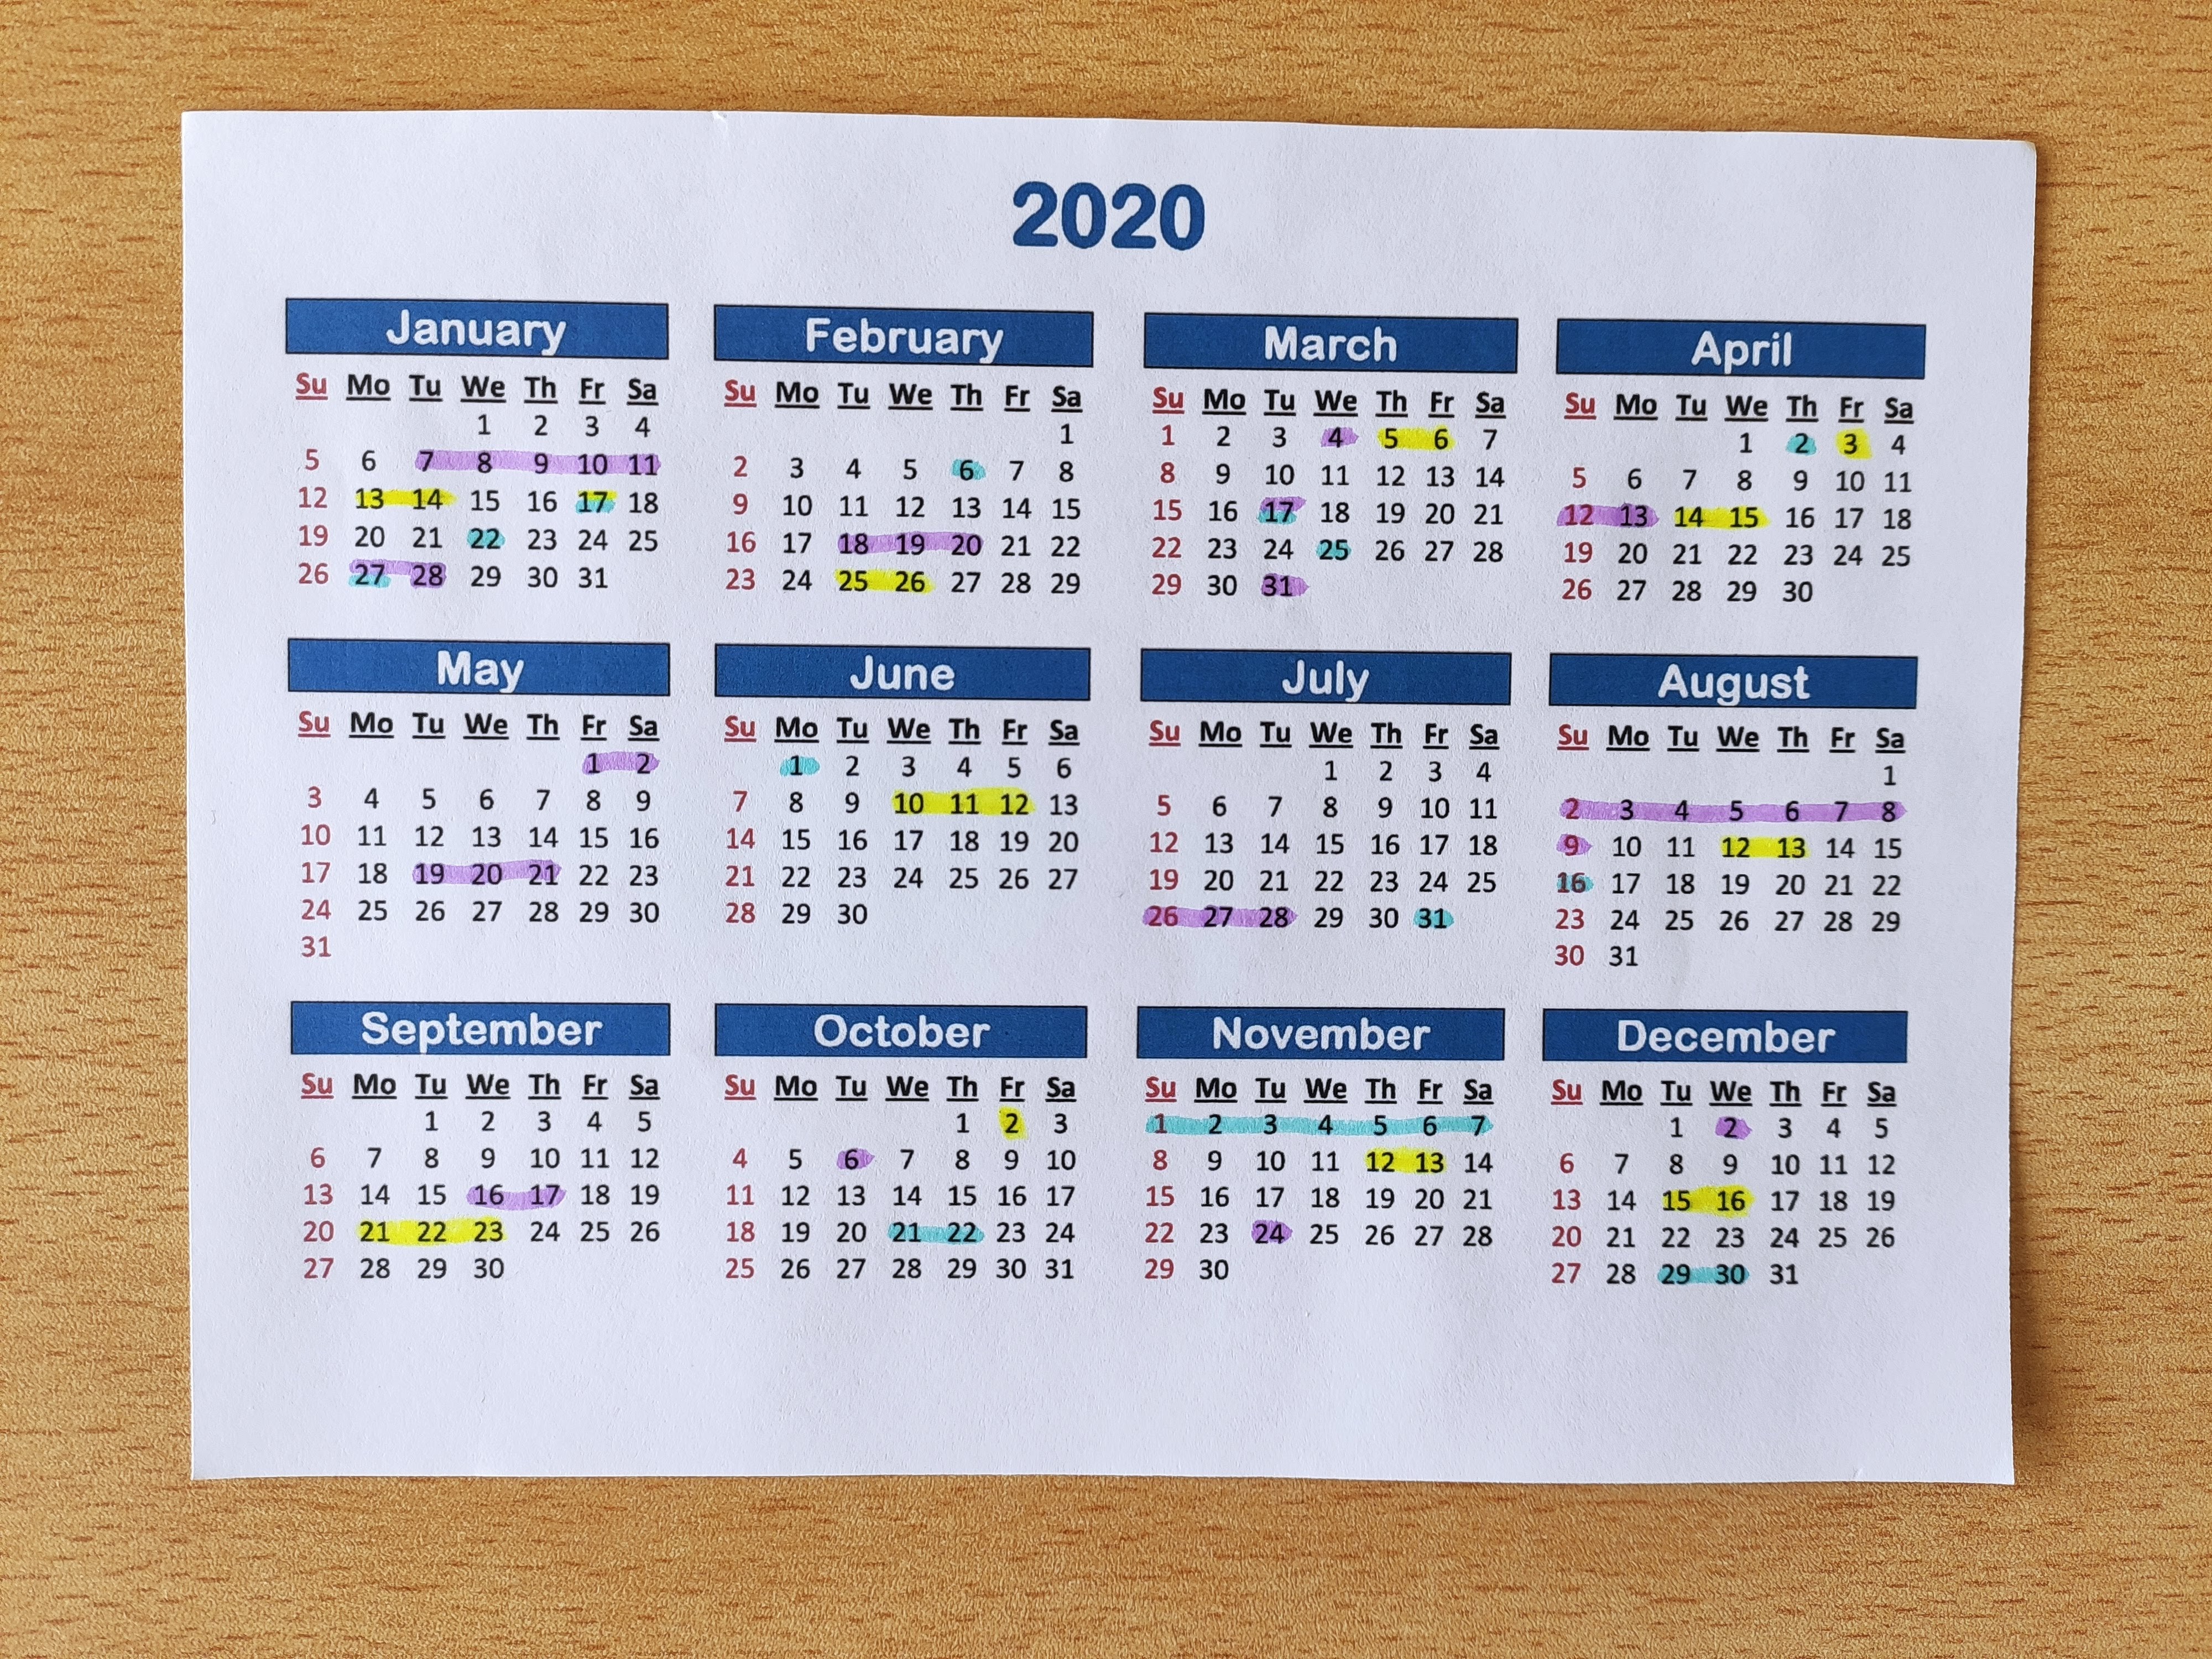 2020
January
Su Mo Tu We Th Fr Sa
1 2 3 4
5 6 7 8 9 10 11
12 13 14 15 16 17 18
19 20 21 22 23 24 25
26 27 28 29 30 31
February
Su Mo Tu We Th Fr Sa
1
2 3 4 5 6 7 8
9 10 11 12 13 14 15
16 17 18 19 20 21 22
23 24 25 26 27 28 29
March
Su Mo Tu We Th Fr Sa
1 2 3 4 5 6 7
8 9 10 11 12 13 14
15 16 17 18 19 20 21
22 23 24 25 26 27 28
29 30 31
April
Su Mo Tu We Th Fr Sa
1 2 3 4
5 6 7 8 9 10 11
12 13 14 15 16 17 18
19 20 21 22 23 24 25
26 27 28 29 30
May
Su Mo Tu We Th Fr Sa
1 2
3 4 5 6 7 8 9
10 11 12 13 14 15 16
17 18 19 20 21 22 23
24 25 26 27 28 29 30
31
June
Su Mo Tu We Th Fr Sa
1 2 3 4 5 6
7 8 9 10 11 12 13
14 15 16 17 18 19 20
21 22 23 24 25 26 27
28 29 30
July
Su Mo Tu We Th Fr Sa
1 2 3 4
5 6 7 8 9 10 11
12 13 14 15 16 17 18
19 20 21 22 23 24 25
26 27 28 29 30 31
August
Su Mo Tu We Th Fr Sa
1
2 3 4 5 6 7 8
9 10 11 12 13 14 15
16 17 18 19 20 21 22
23 24 25 26 27 28 29
30 31
September
Su Mo Tu We Th Fr Sa
1 2 3 4 5
6 7 8 9 10 11 12
13 14 15 16 17 18 19
20 21 22 23 24 25 26
27 28 29 30
October
Su Mo Tu We Th Fr Sa
1 2 3
4 5 6 7 8 9 10
11 12 13 14 15 16 17
18 19 20 21 22 23 24
25 26 27 28 29 30 31
November
Su Mo Tu We Th Fr Sa
1 2 3 4 5 6 7
8 9 10 11 12 13 14
15 16 17 18 19 20 21
22 23 24 25 26 27 28
29 30
December
Su Mo Tu We Th Fr Sa
1 2 3 4 5
6 7 8 9 10 11 12
13 14 15 16 17 18 19
20 21 22 23 24 25 26
27 28 29 30 31